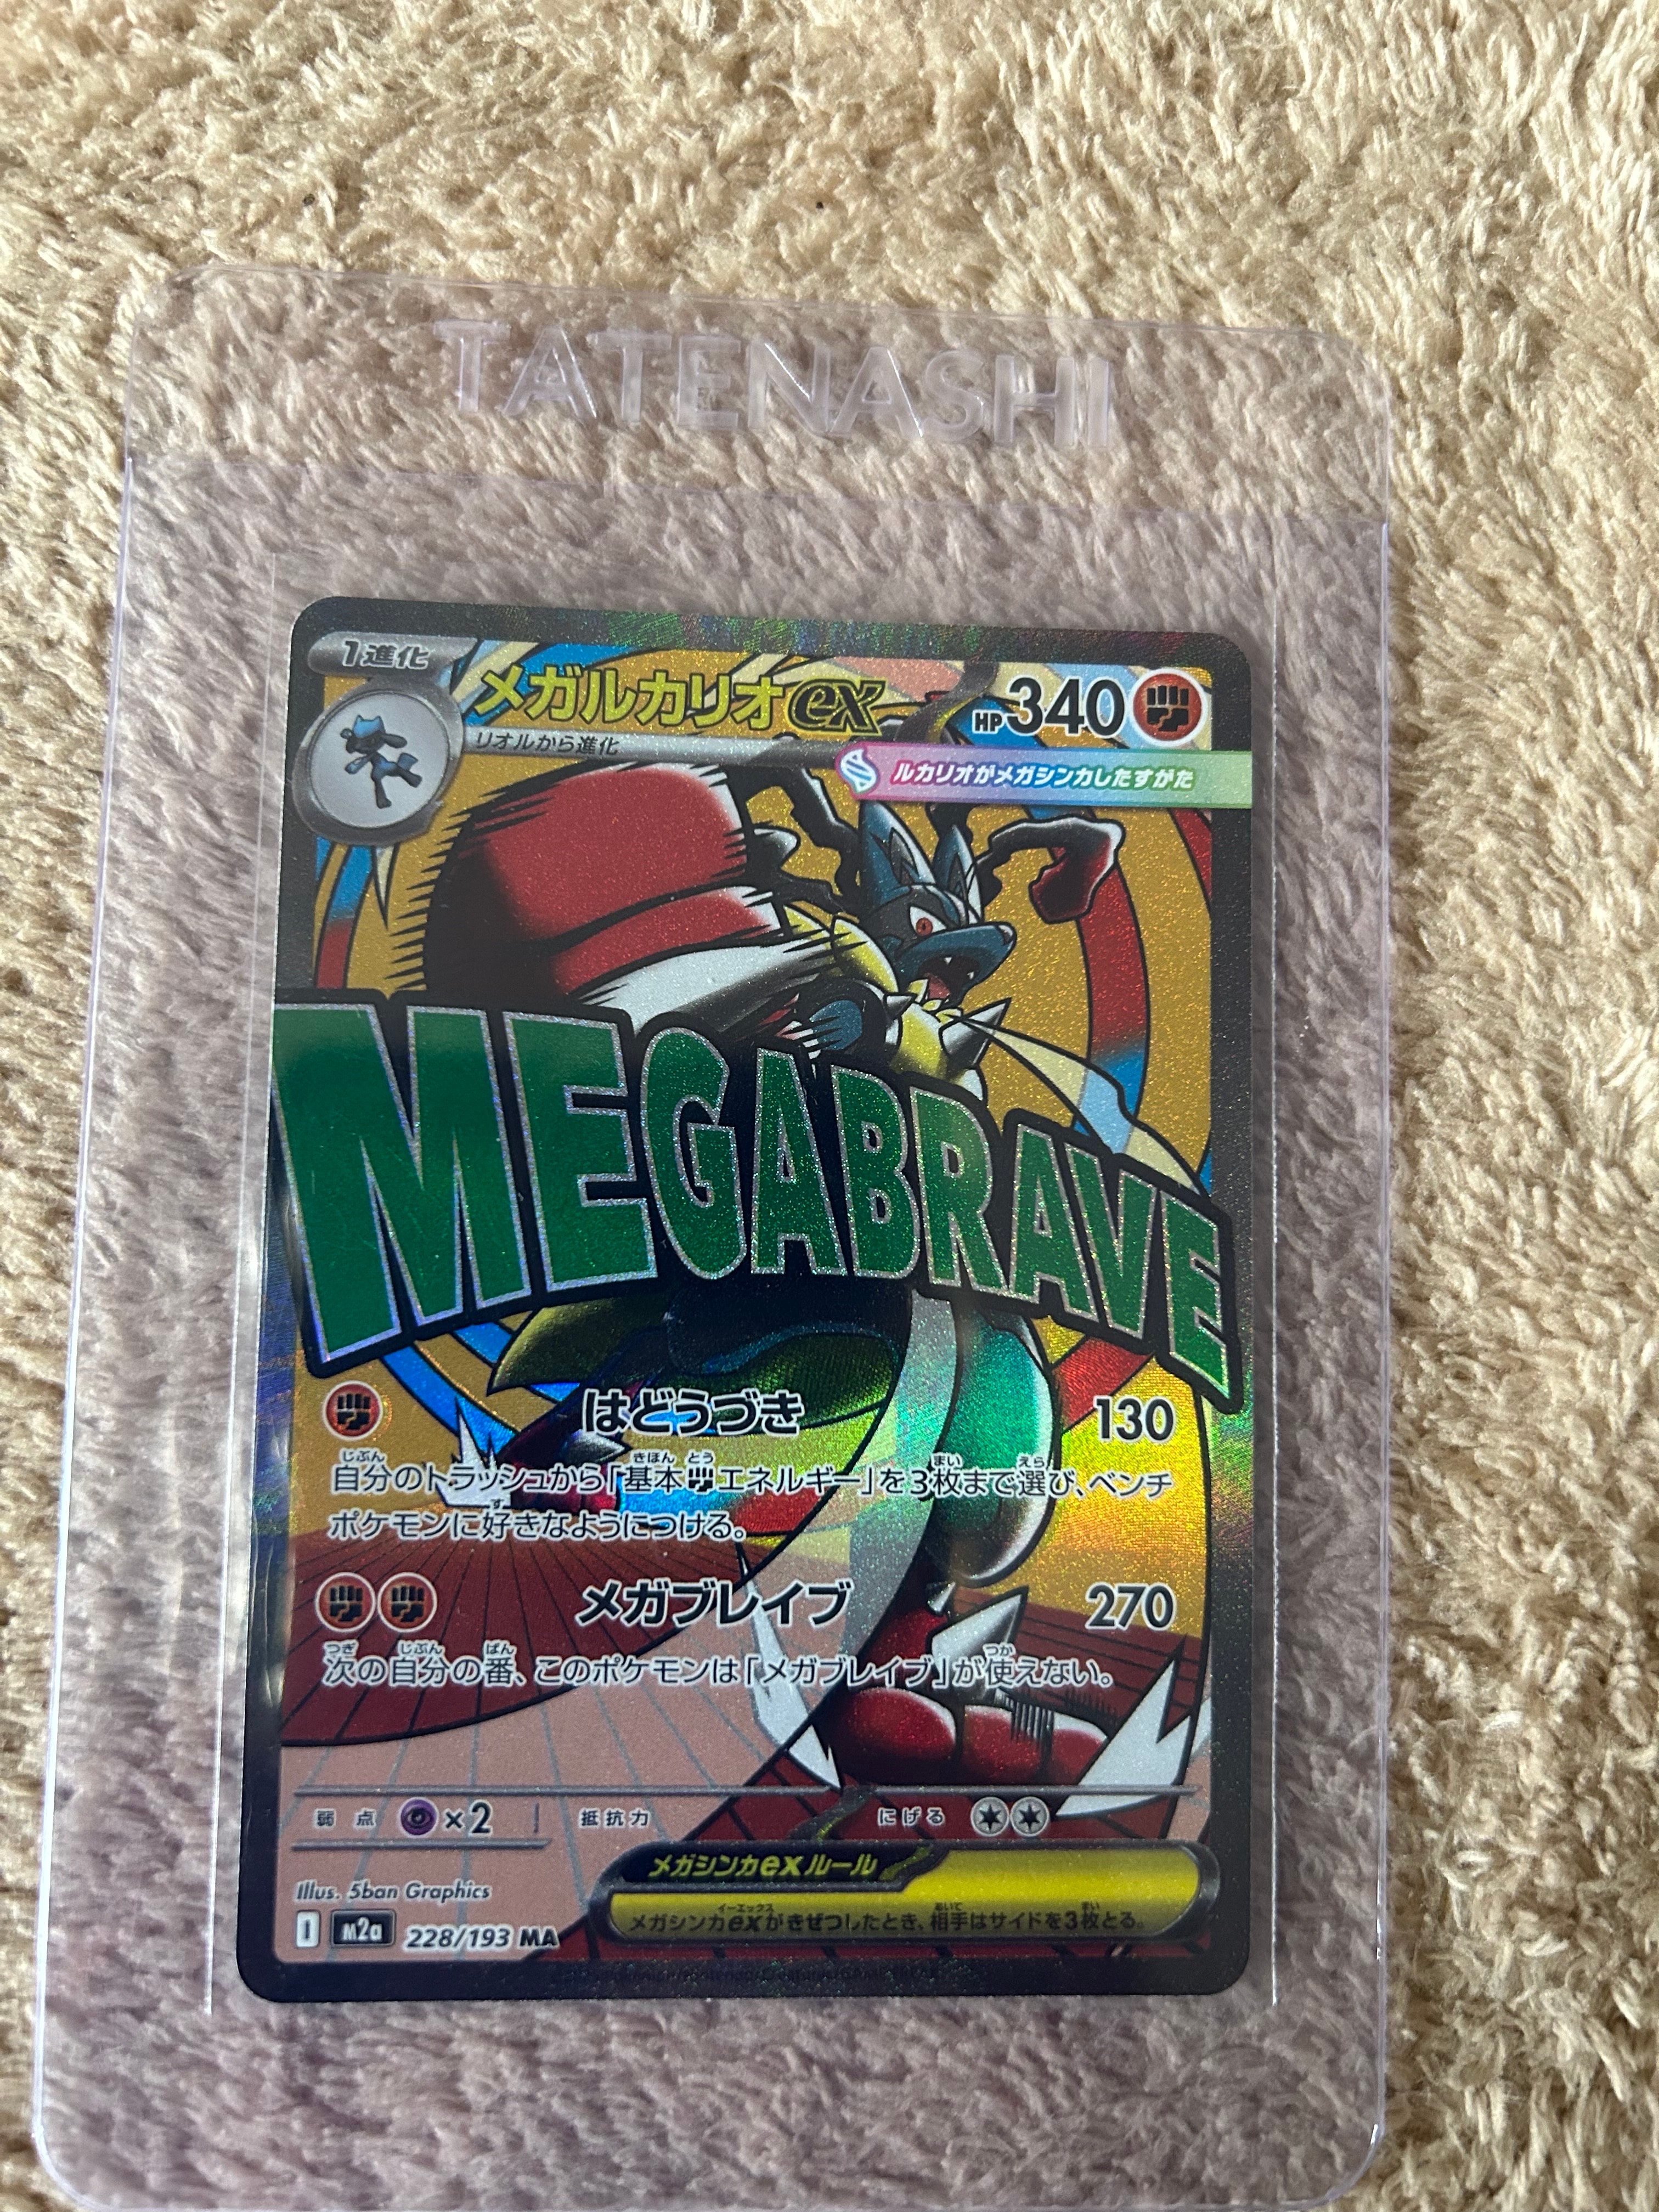 TATENASHI
1進化
メガルカリオex
HP340
リオルから進化
ルカリオがメガシンカしたすがた
MEGABRAVE
はどうづき 130
自分のトラッシュから「基本エネルギー」を3枚まで選び、ベンチ
ポケモンに好きなようにつける。
メガブレイブ 270
次の自分の番、このポケモンは「メガブレイブ」が使えない。
弱点 ×2 抵抗力 にげる
メガシンカexルール
メガシンカexがきぜつしたとき、相手はサイドを3枚とる。
Illus. 5ban Graphics
I M2a 228/193 MA